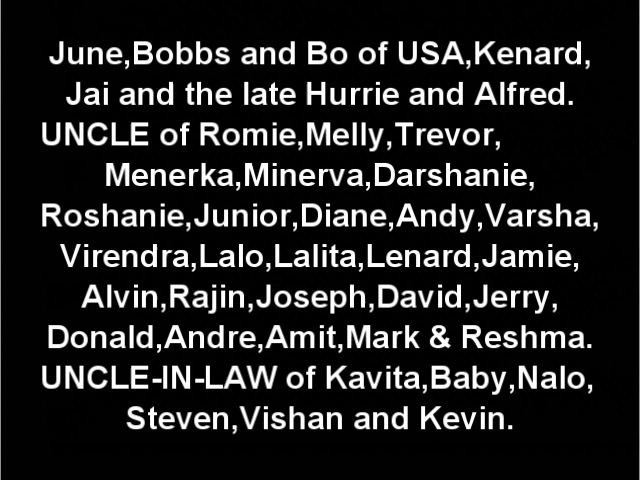 June,Bobbs and Bo of USA,Kenard,
Jai and the late Hurrie and Alfred.
UNCLE of Romie,Melly,Trevor,
Menerka,Minerva,Darshanie,
Roshanie,Junior,Diane,Andy,Varsha,
Virendra,Lalo,Lalita,Lenard,Jamie,
Alvin,Rajin,Joseph,David,Jerry,
Donald,Andre,Amit,Mark & Reshma.
UNCLE-IN-LAW of Kavita,Baby,Nalo,
Steven,Vishan and Kevin.